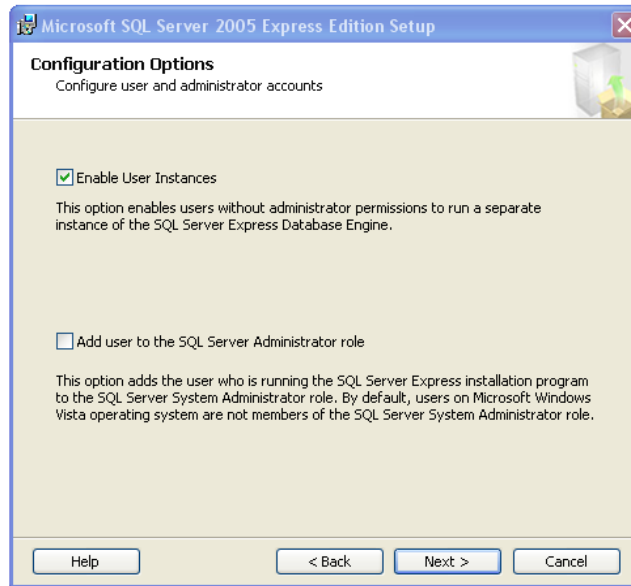 Microsoft SQL Server 2005 Express Edition Setup
Configuration Options
Configure user and administrator accounts
Enable User Instances
This option enables users without administrator permissions to run a separate
instance of the SQL Server Express Database Engine.
Add user to the SQL Server Administrator role
This option adds the user who is running the SQL Server Express installation program
to the SQL Server System Administrator role. By default, users on Microsoft Windows
Vista operating system are not members of the SQL Server System Administrator role.
Help
< Back
Next >
Cancel